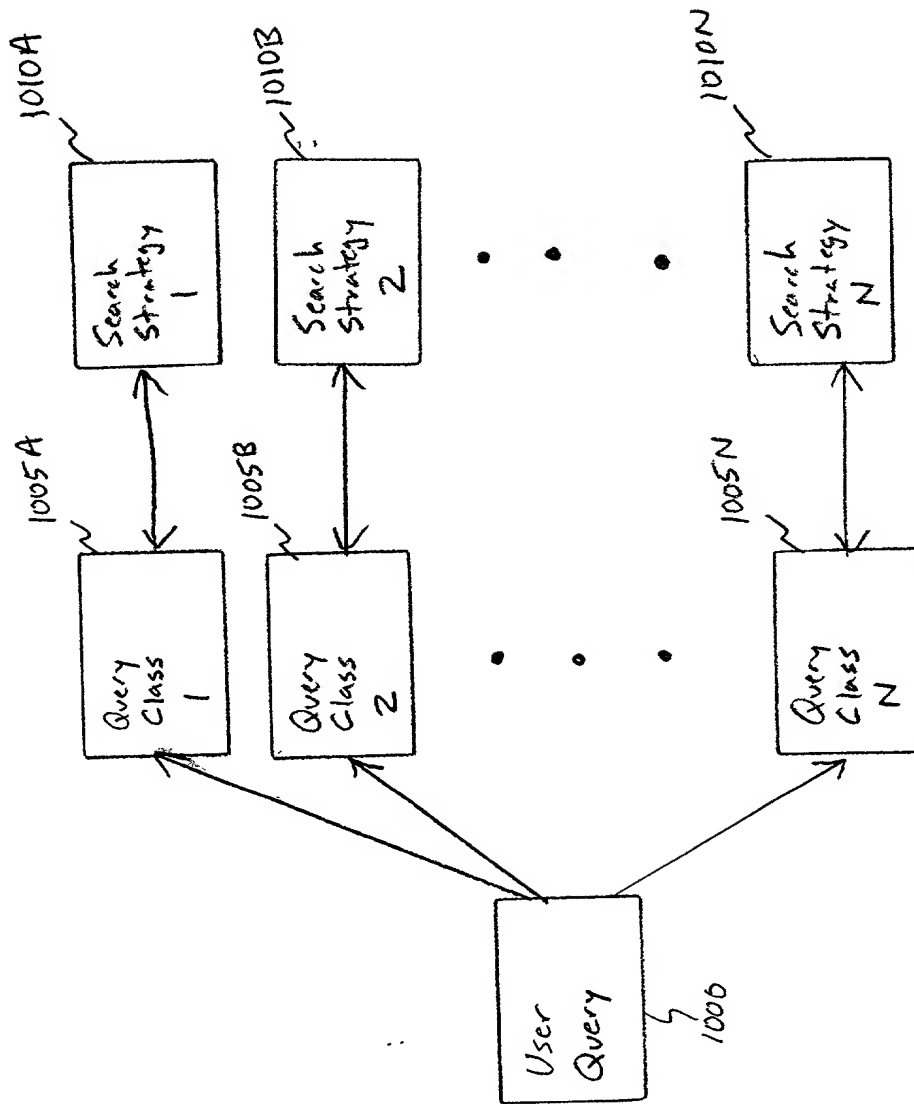 1005A
1010A
Query
Class
1
Search
Strategy
1
1005B
1010B
Query
Class
2
Search
Strategy
2
User
Query
1000
1005N
1010N
Query
Class
N
Search
Strategy
N